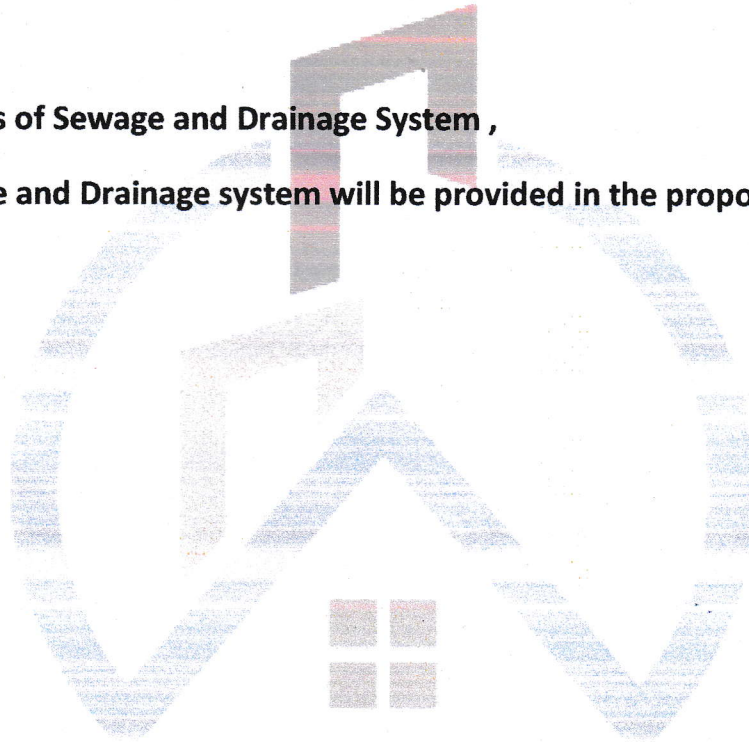 s of Sewage and Drainage System ,
e and Drainage system will be provided in the propo